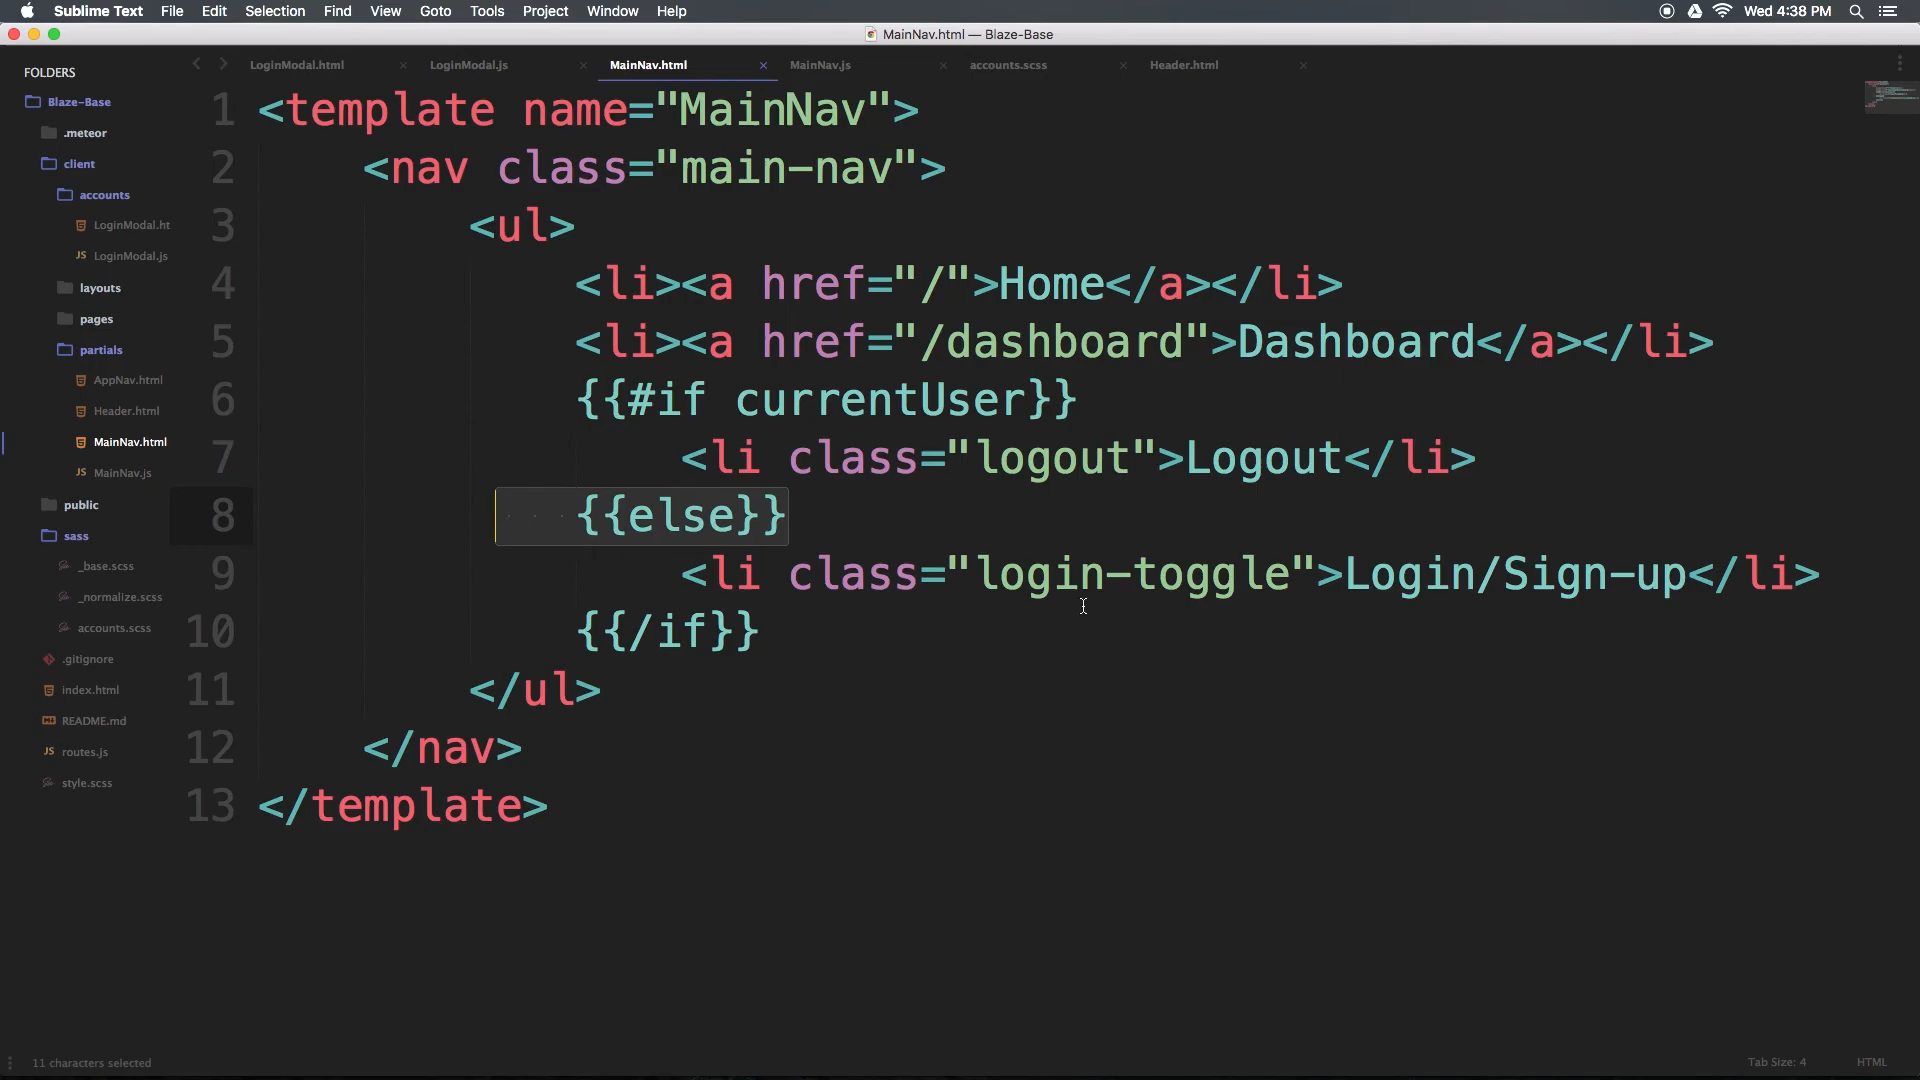 Sublime Text File Edit Selection Find View Goto Tools Project Window Help Wed 4:38 PM
MainNav.html — Blaze-Base
FOLDERS
Blaze-Base
.meteor
client
accounts
LoginModal.ht
LoginModal.js
layouts
pages
partials
AppNav.html
Header.html
MainNav.html
MainNav.js
public
sass
_base.scss
_normalize.scss
accounts.scss
.gitignore
index.html
README.md
routes.js
style.scss
LoginModal.html LoginModal.js MainNav.html MainNav.js accounts.scss Header.html
1 <template name="MainNav">
2 <nav class="main-nav">
3 <ul>
4 <li><a href="/">Home</a></li>
5 <li><a href="/dashboard">Dashboard</a></li>
6 {{#if currentUser}}
7 <li class="logout">Logout</li>
8 {{else}}
9 <li class="login-toggle">Login/Sign-up</li>
10 {{/if}}
11 </ul>
12 </nav>
13 </template>
11 characters selected Tab Size: 4 HTML